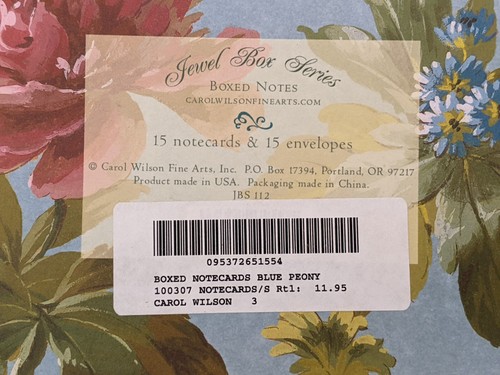 Jewel Box Series
BOXED NOTES
CAROLWILSONFINEARTS.COM
15 notecards & 15 envelopes
© Carol Wilson Fine Arts, Inc. P.O. Box 17394, Portland, OR 97217
Product made in USA. Packaging made in China.
JBS 112
095372651554
BOXED NOTECARDS BLUE PEONY
100307 NOTECARDS/S Rtl: 11.95
CAROL WILSON 3